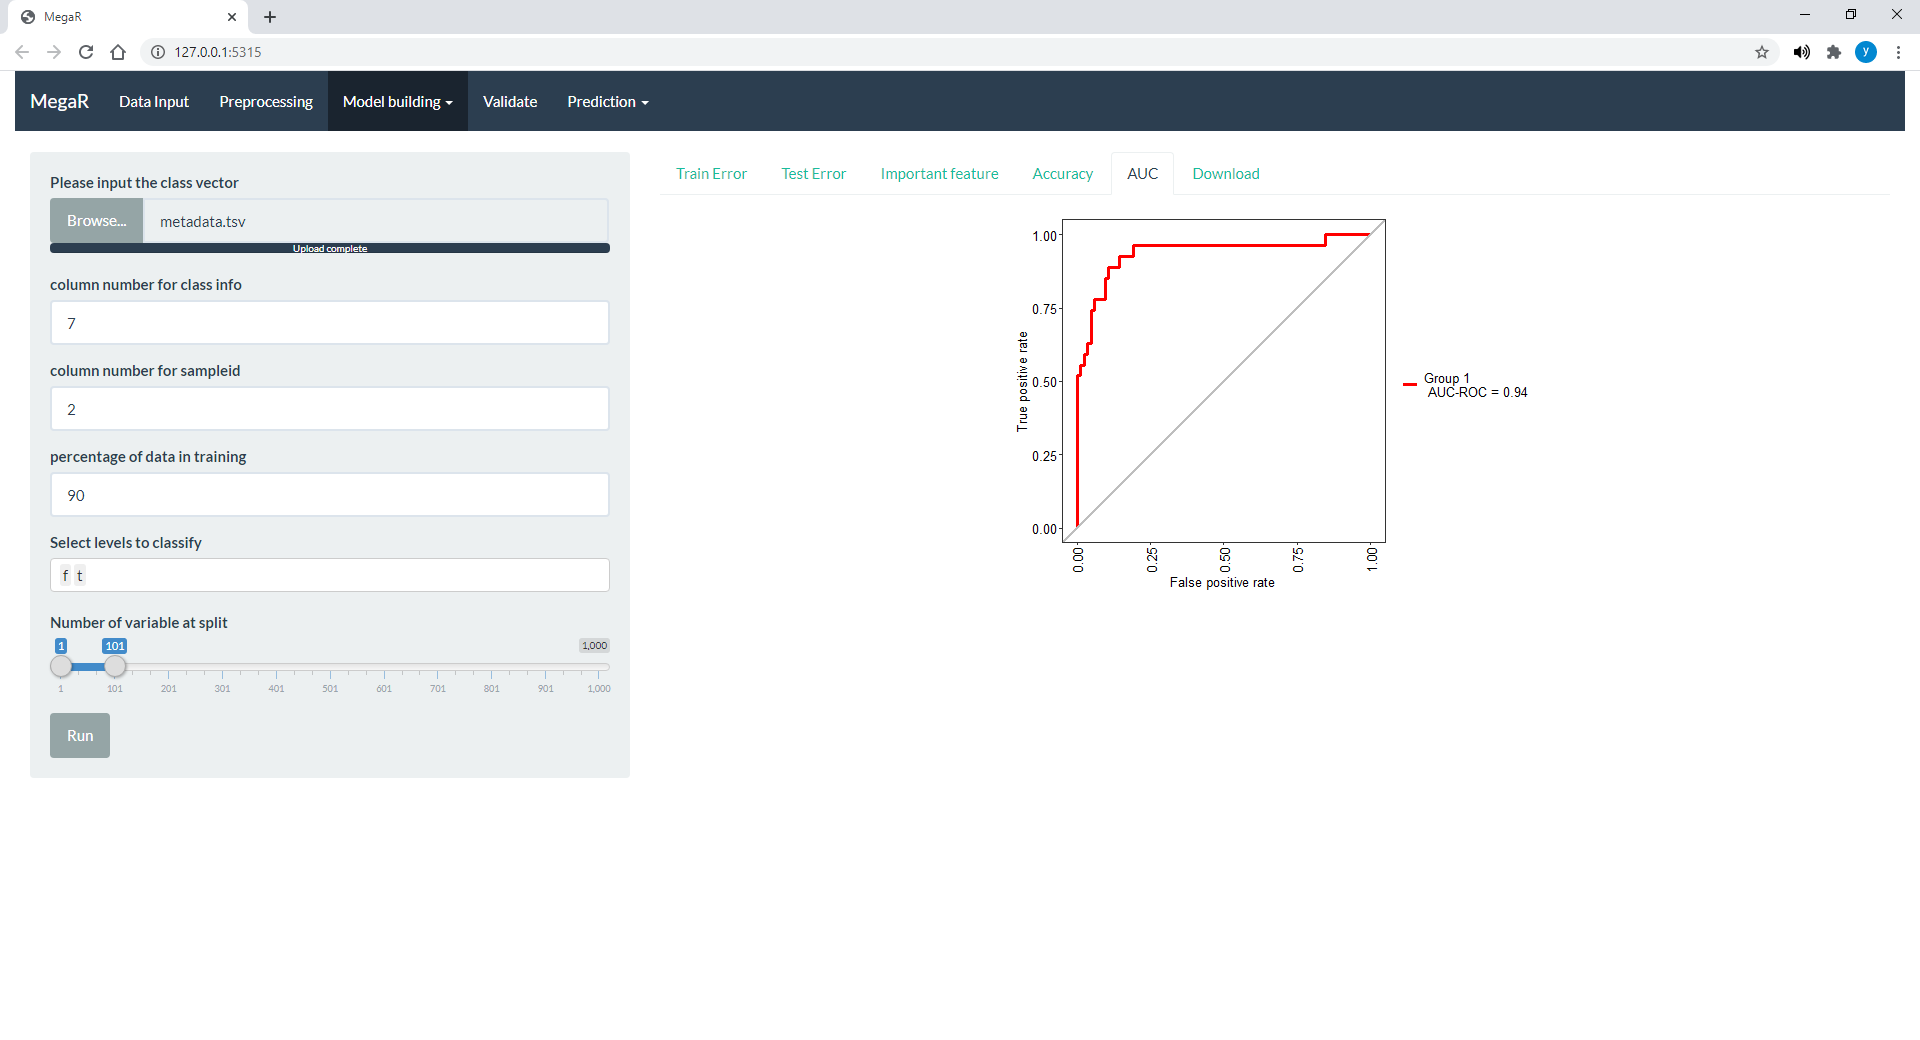 MegaR
127.0.0.1:5315
y
MegaR Data Input Preprocessing Model building Validate Prediction
Please input the class vector
Browse... metadata.tsv
Upload complete
column number for class info
7
column number for sampleid
2
percentage of data in training
90
Select levels to classify
f t
Number of variable at split
1 101 1,000
1 101 201 301 401 501 601 701 801 901 1,000
Run
Train Error Test Error Important feature Accuracy AUC Download
True positive rate
1.00
0.75
0.50
0.25
0.00
0.00 0.25 0.50 0.75 1.00
False positive rate
Group 1
AUC-ROC = 0.94